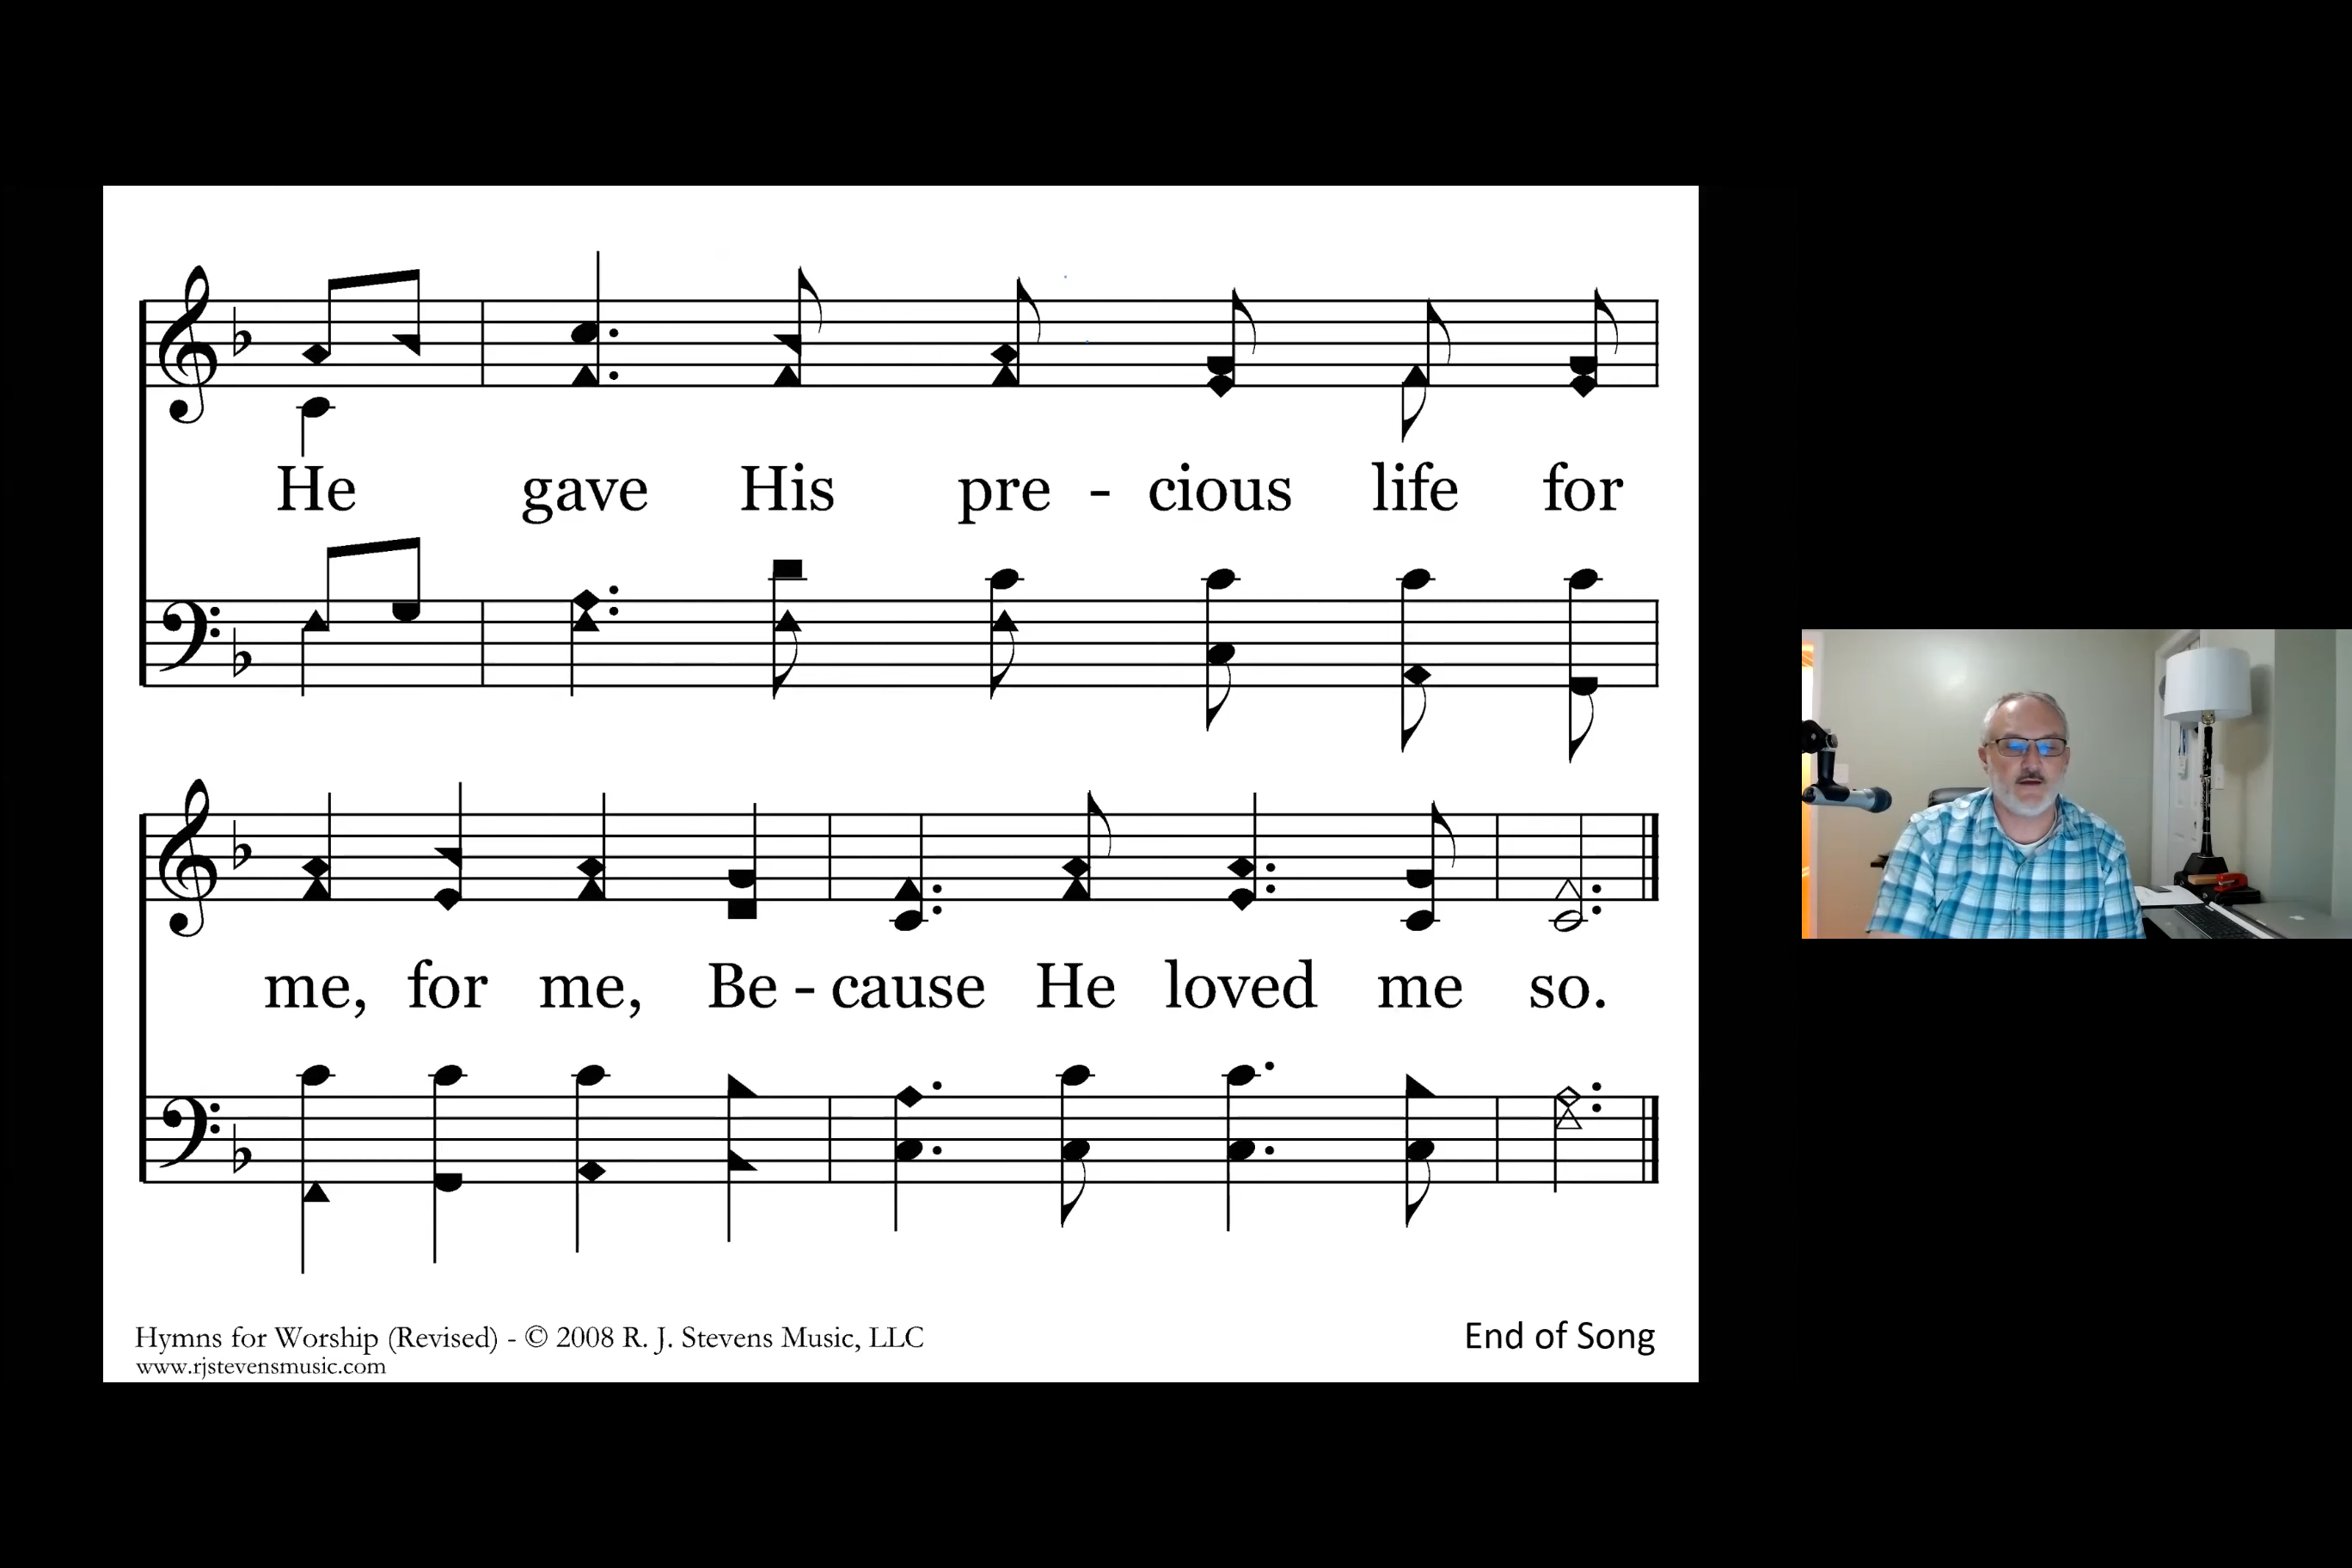 He gave His pre - cious life for
me, for me, Be - cause He loved me so.
Hymns for Worship (Revised) - © 2008 R. J. Stevens Music, LLC
www.rjstevensmusic.com
End of Song